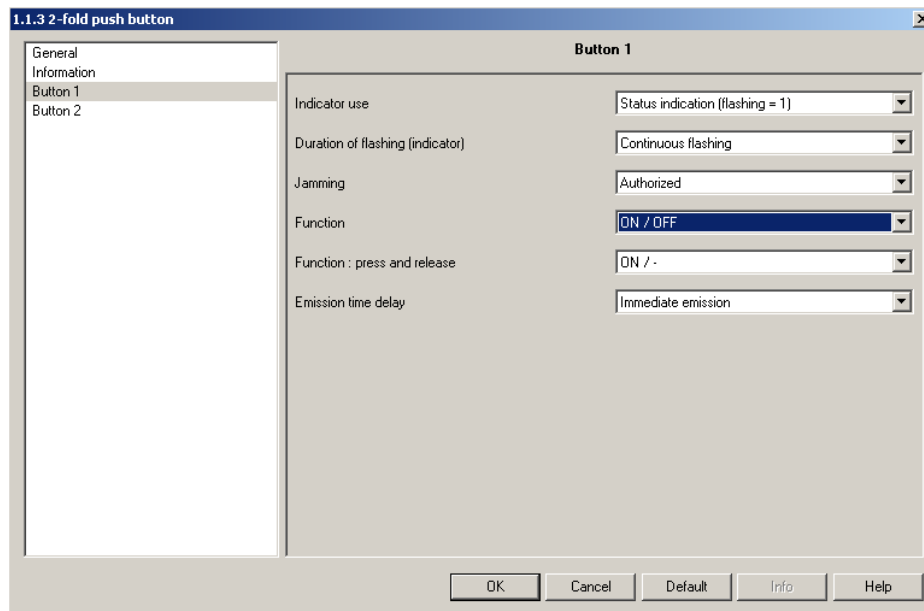 1.1.3 2-fold push button
General
Information
Button 1
Button 2
Button 1
Indicator use
Status indication (flashing = 1)
Duration of flashing (indicator)
Continuous flashing
Jamming
Authorized
Function
ON / OFF
Function : press and release
ON / -
Emission time delay
Immediate emission
OK
Cancel
Default
Info
Help